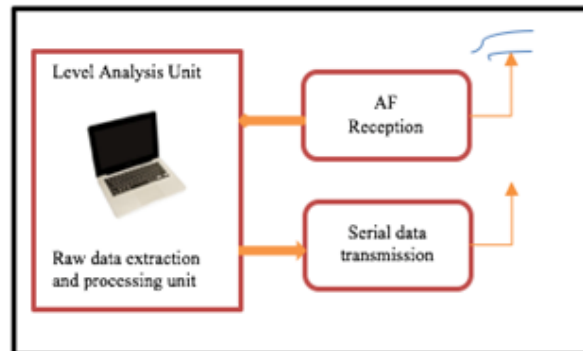 Level Analysis Unit
Raw data extraction
and processing unit
AF
Reception
Serial data
transmission